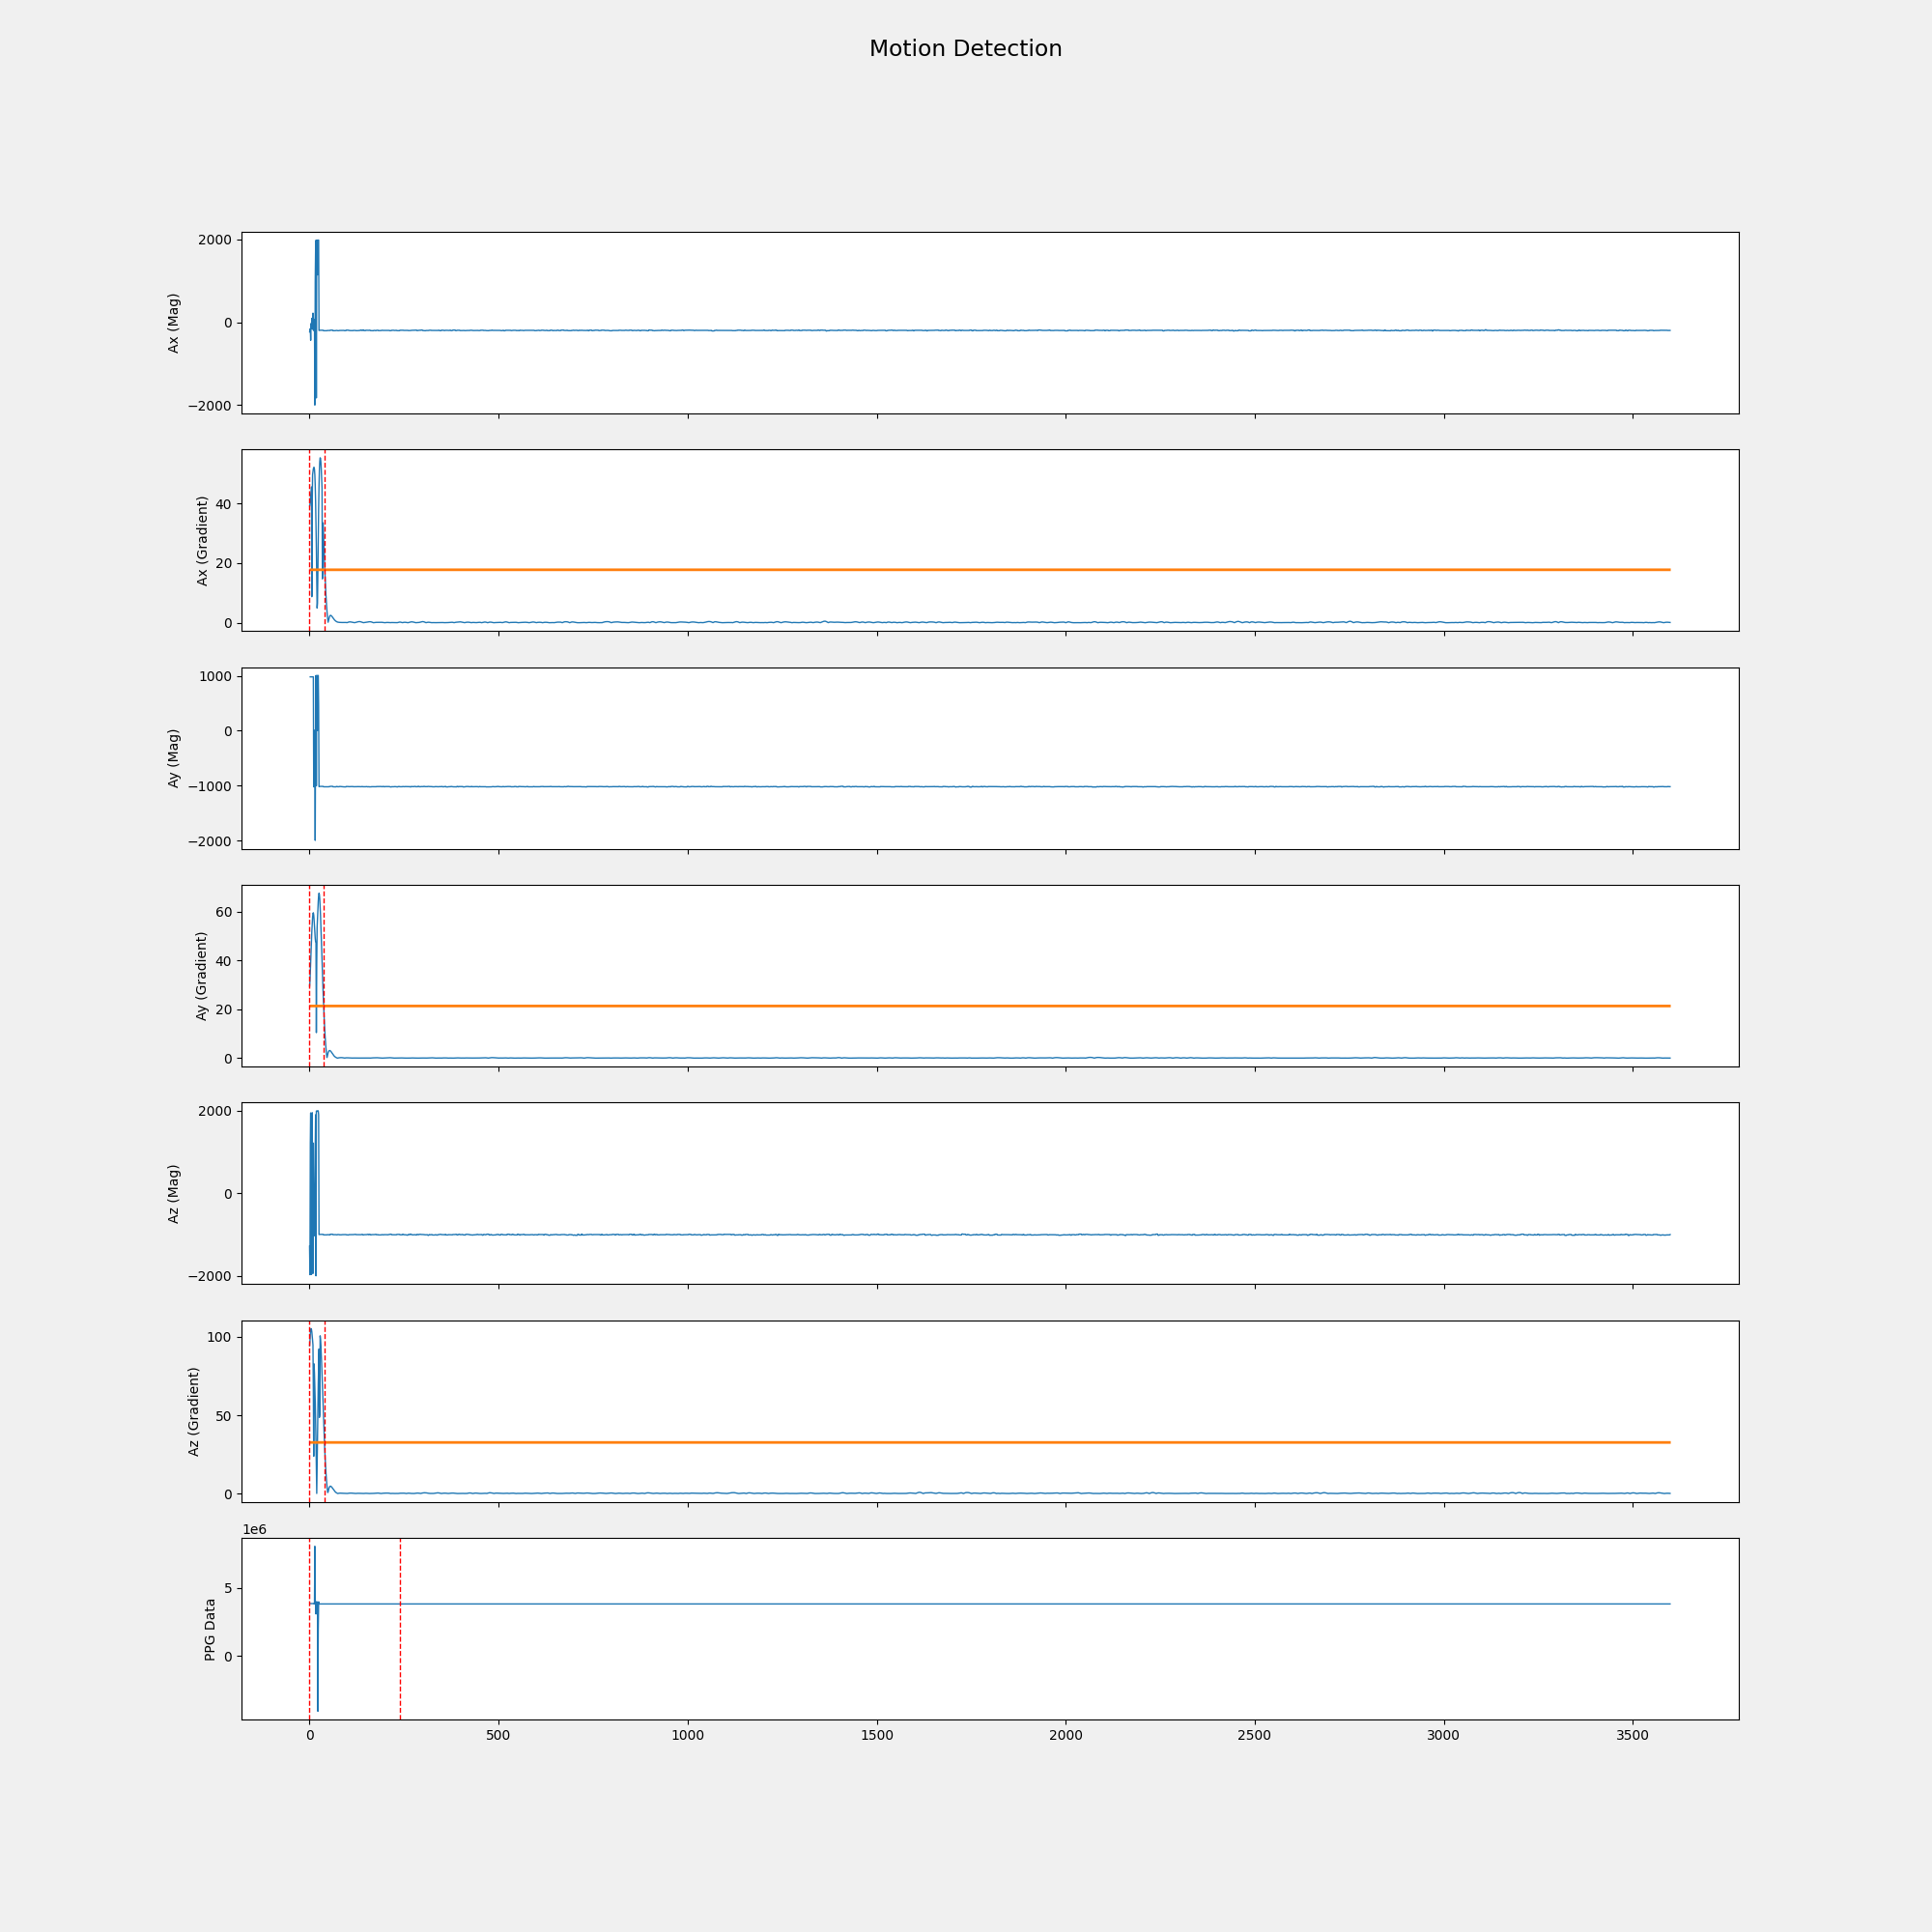 Motion Detection
2000
0
−2000
Ax (Mag)
40
20
0
Ax (Gradient)
1000
0
−1000
−2000
Ay (Mag)
60
40
20
0
Ay (Gradient)
2000
0
−2000
Az (Mag)
100
50
0
Az (Gradient)
1e6
5
0
PPG Data
0 500 1000 1500 2000 2500 3000 3500